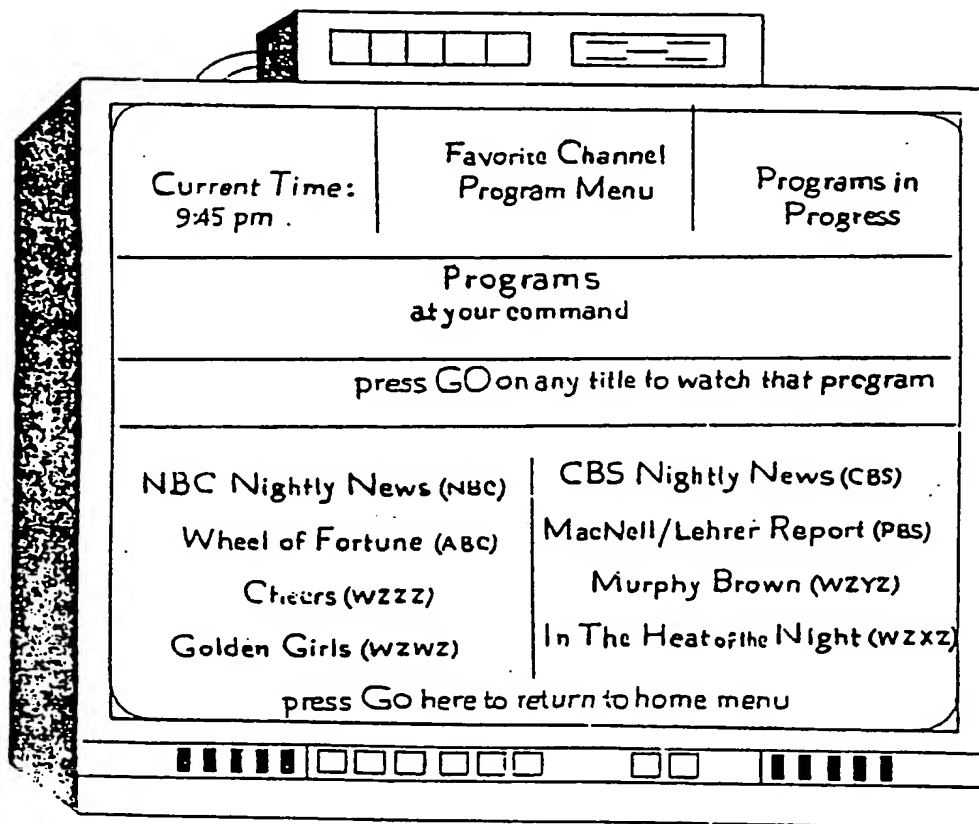 Current Time:
9:45 pm .
Favorite Channel
Program Menu
Programs in
Progress
Programs
at your command
press GO on any title to watch that program
NBC Nightly News (NBC)
Wheel of Fortune (ABC)
Cheers (WZZZ)
Golden Girls (WZWZ)
CBS Nightly News (CBS)
MacNell/Lehrer Report (PBS)
Murphy Brown (WZYZ)
In The Heat of the Night (WZXZ)
press Go here to return to home menu